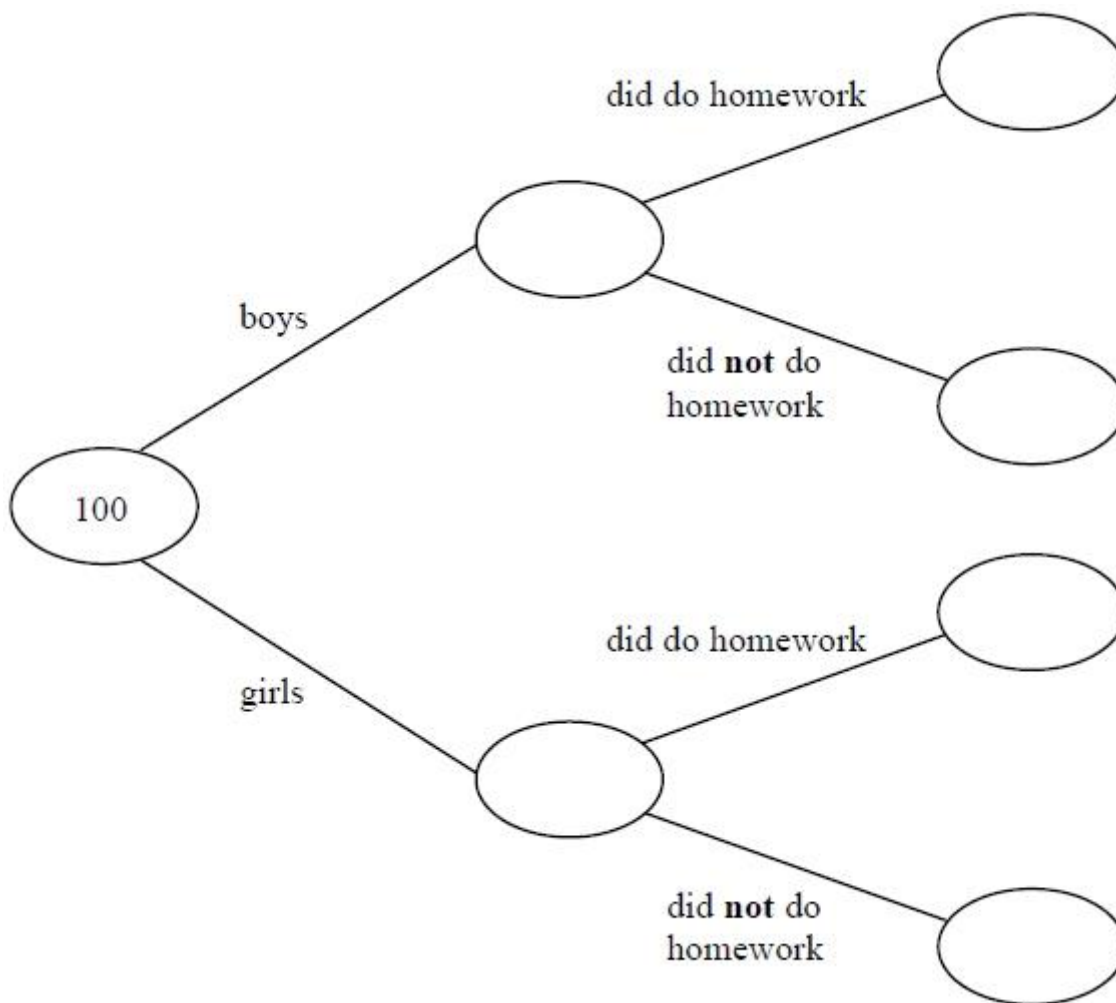 did do homework
boys
did not do
homework
100
did do homework
girls
did not do
homework